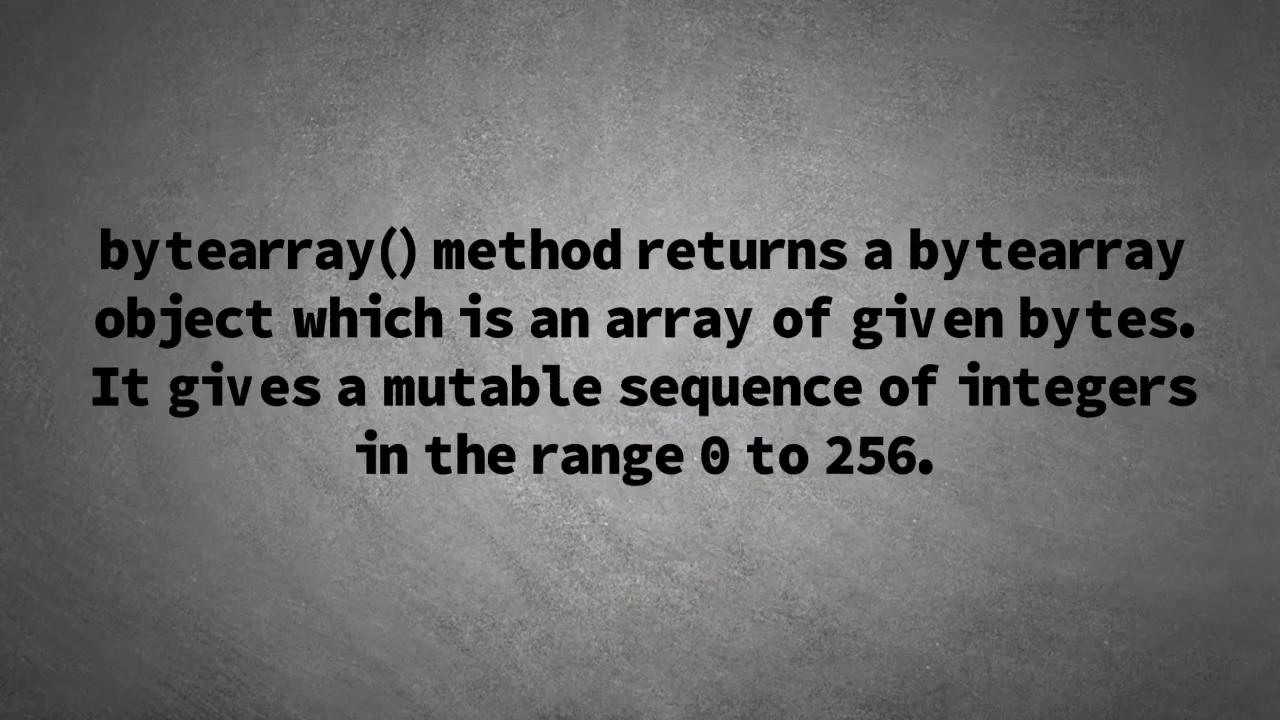 bytearray() method returns a bytearray
object which is an array of given bytes.
It gives a mutable sequence of integers
in the range 0 to 256.